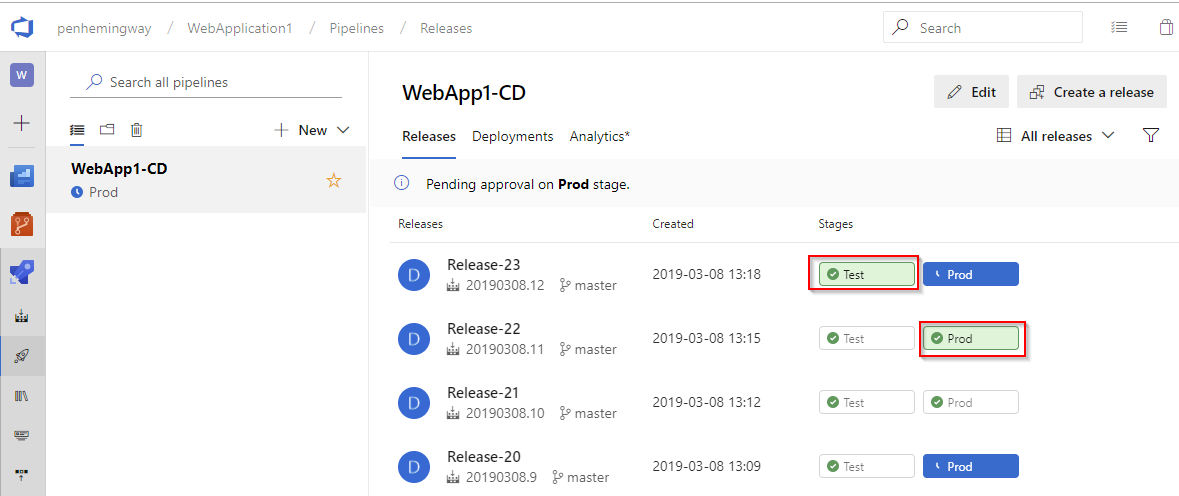 penhemingway / WebApplication1 / Pipelines / Releases
Search
W
Search all pipelines
New
WebApp1-CD
Prod
WebApp1-CD
Edit
Create a release
Releases Deployments Analytics*
All releases
Pending approval on Prod stage.
Releases Created Stages
D Release-23 2019-03-08 13:18 Test Prod
20190308.12 master
D Release-22 2019-03-08 13:15 Test Prod
20190308.11 master
D Release-21 2019-03-08 13:12 Test Prod
20190308.10 master
D Release-20 2019-03-08 13:09 Test Prod
20190308.9 master